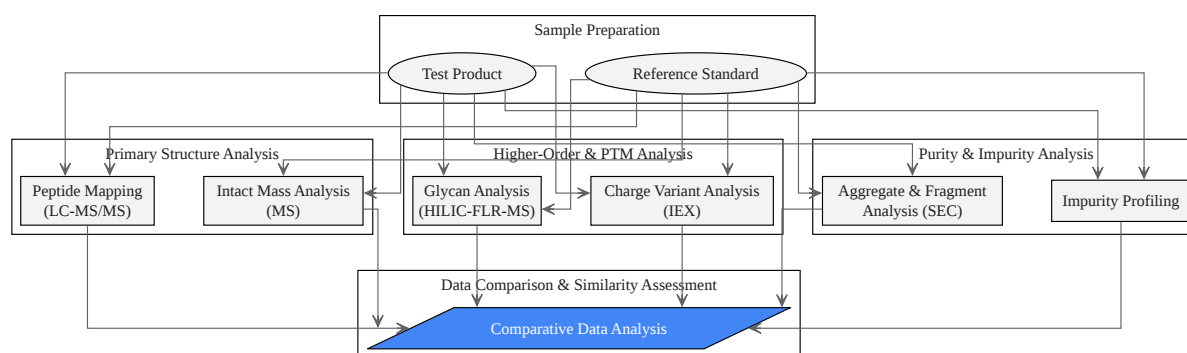 Sample Preparation
Test Product
Reference Standard
Primary Structure Analysis
Higher-Order & PTM Analysis
Purity & Impurity Analysis
Peptide Mapping
(LC-MS/MS)
Intact Mass Analysis
(MS)
Glycan Analysis
(HILIC-FLR-MS)
Charge Variant Analysis
(IEX)
Aggregate & Fragment
Analysis (SEC)
Impurity Profiling
Data Comparison & Similarity Assessment
Comparative Data Analysis